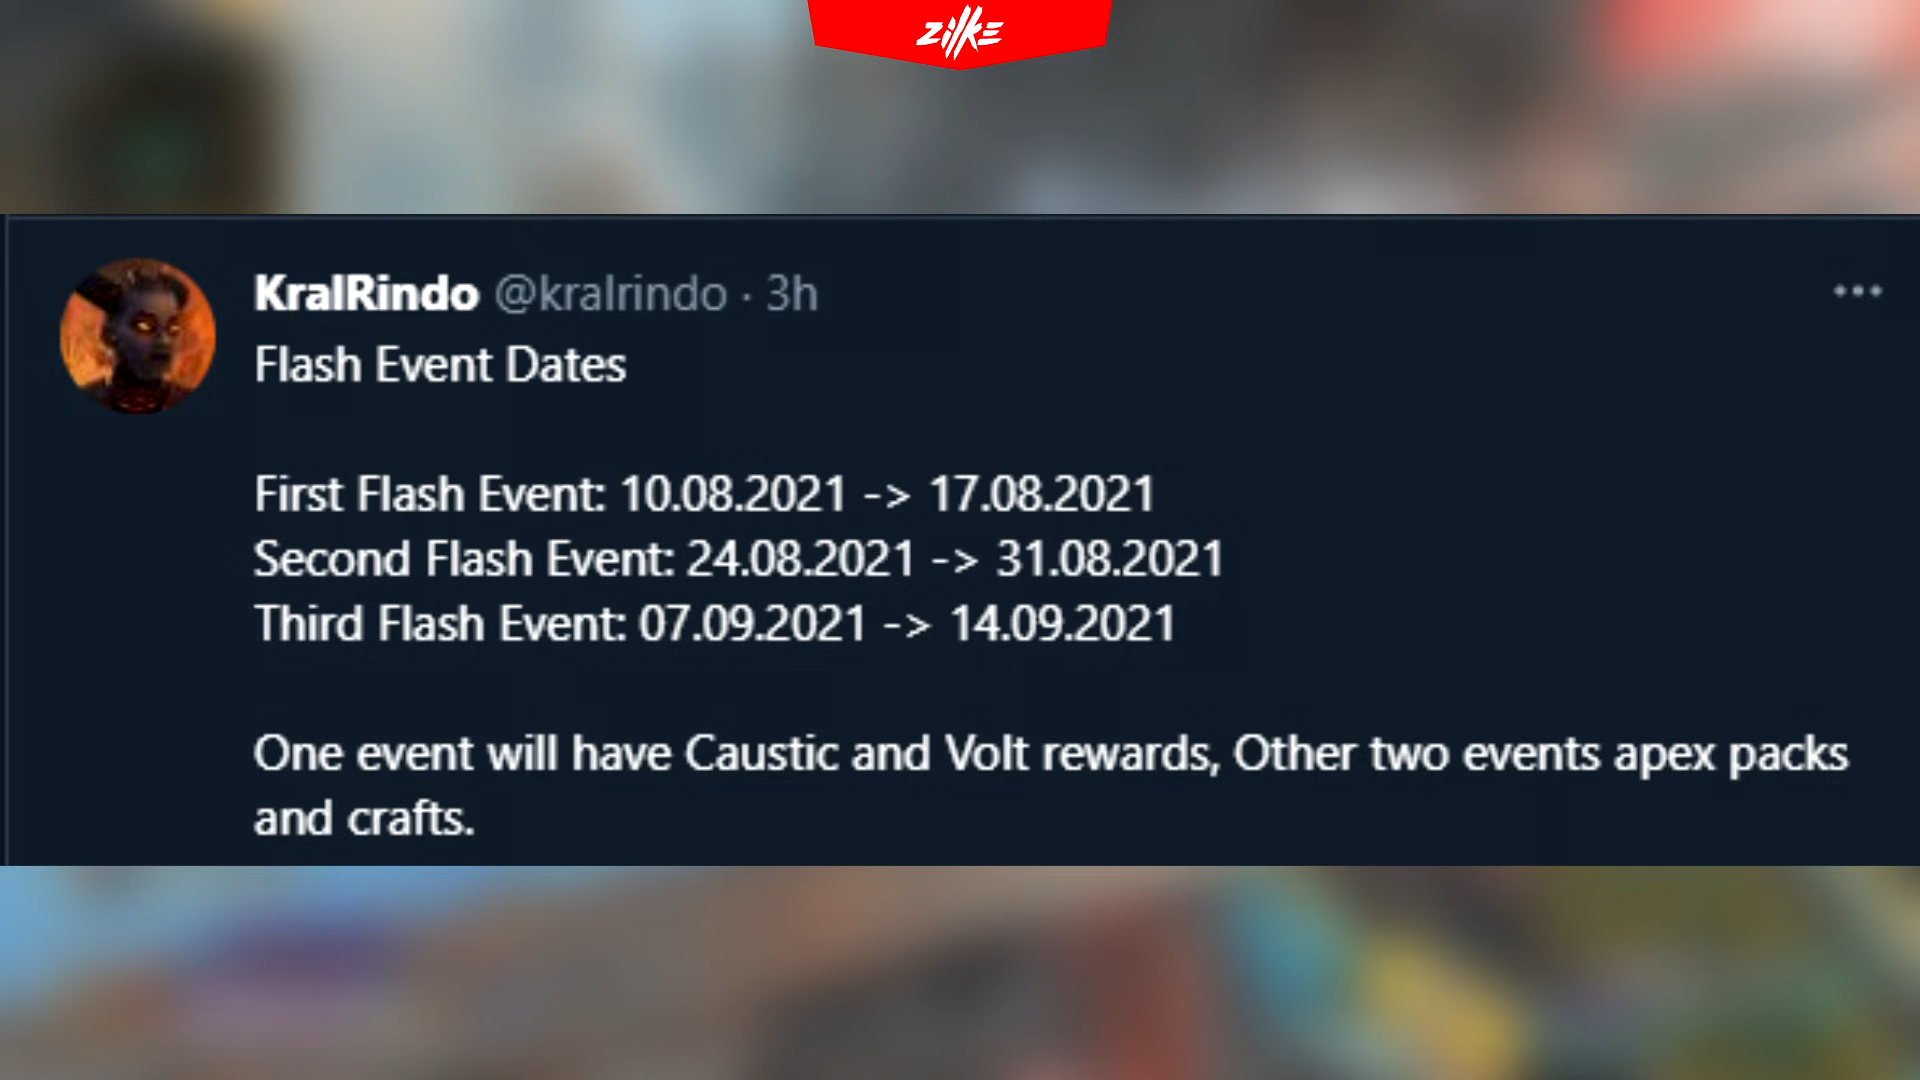 ZilKE
KralRindo @kralrindo · 3h
Flash Event Dates
First Flash Event: 10.08.2021 -> 17.08.2021
Second Flash Event: 24.08.2021 -> 31.08.2021
Third Flash Event: 07.09.2021 -> 14.09.2021
One event will have Caustic and Volt rewards, Other two events apex packs
and crafts.